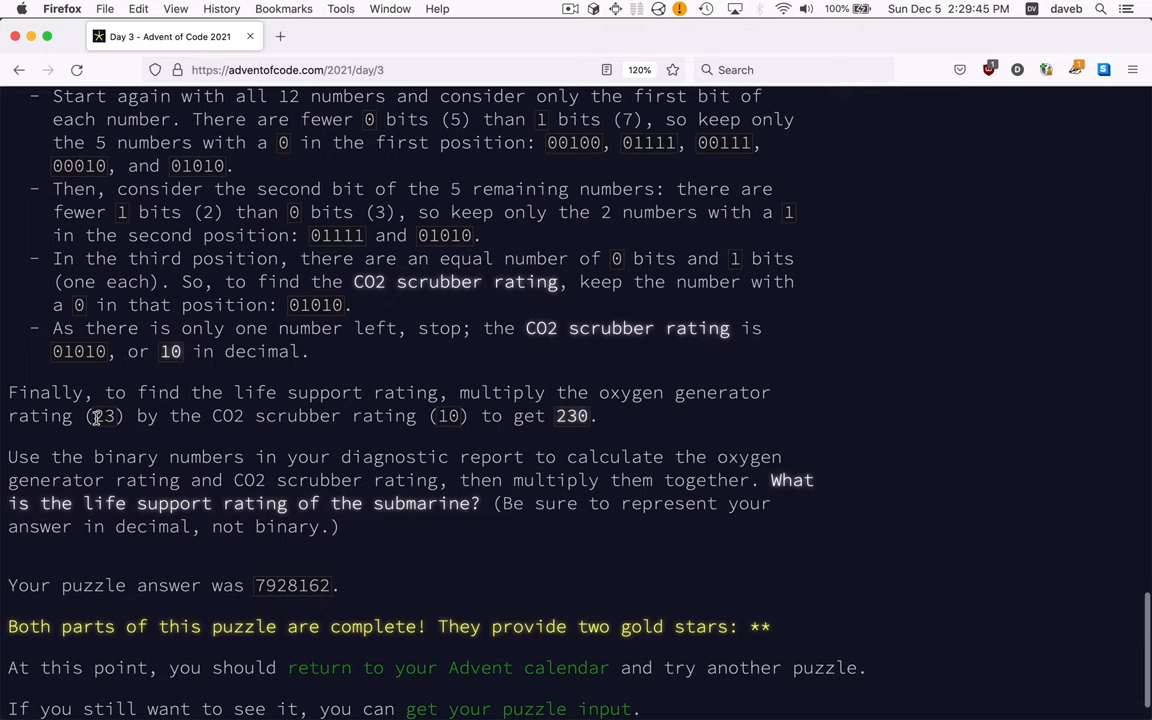 Firefox File Edit View History Bookmarks Tools Window Help 100% Sun Dec 5 2:29:45 PM DV daveb
Day 3 - Advent of Code 2021
https://adventofcode.com/2021/day/3 120% Search
- Start again with all 12 numbers and consider only the first bit of
each number. There are fewer 0 bits (5) than 1 bits (7), so keep only
the 5 numbers with a 0 in the first position: 00100, 01111, 00111,
00010, and 01010.
- Then, consider the second bit of the 5 remaining numbers: there are
fewer 1 bits (2) than 0 bits (3), so keep only the 2 numbers with a 1
in the second position: 01111 and 01010.
- In the third position, there are an equal number of 0 bits and 1 bits
(one each). So, to find the CO2 scrubber rating, keep the number with
a 0 in that position: 01010.
- As there is only one number left, stop; the CO2 scrubber rating is
01010, or 10 in decimal.
Finally, to find the life support rating, multiply the oxygen generator
rating (23) by the CO2 scrubber rating (10) to get 230.
Use the binary numbers in your diagnostic report to calculate the oxygen
generator rating and CO2 scrubber rating, then multiply them together. What
is the life support rating of the submarine? (Be sure to represent your
answer in decimal, not binary.)
Your puzzle answer was 7928162.
Both parts of this puzzle are complete! They provide two gold stars: **
At this point, you should return to your Advent calendar and try another puzzle.
If you still want to see it, you can get your puzzle input.